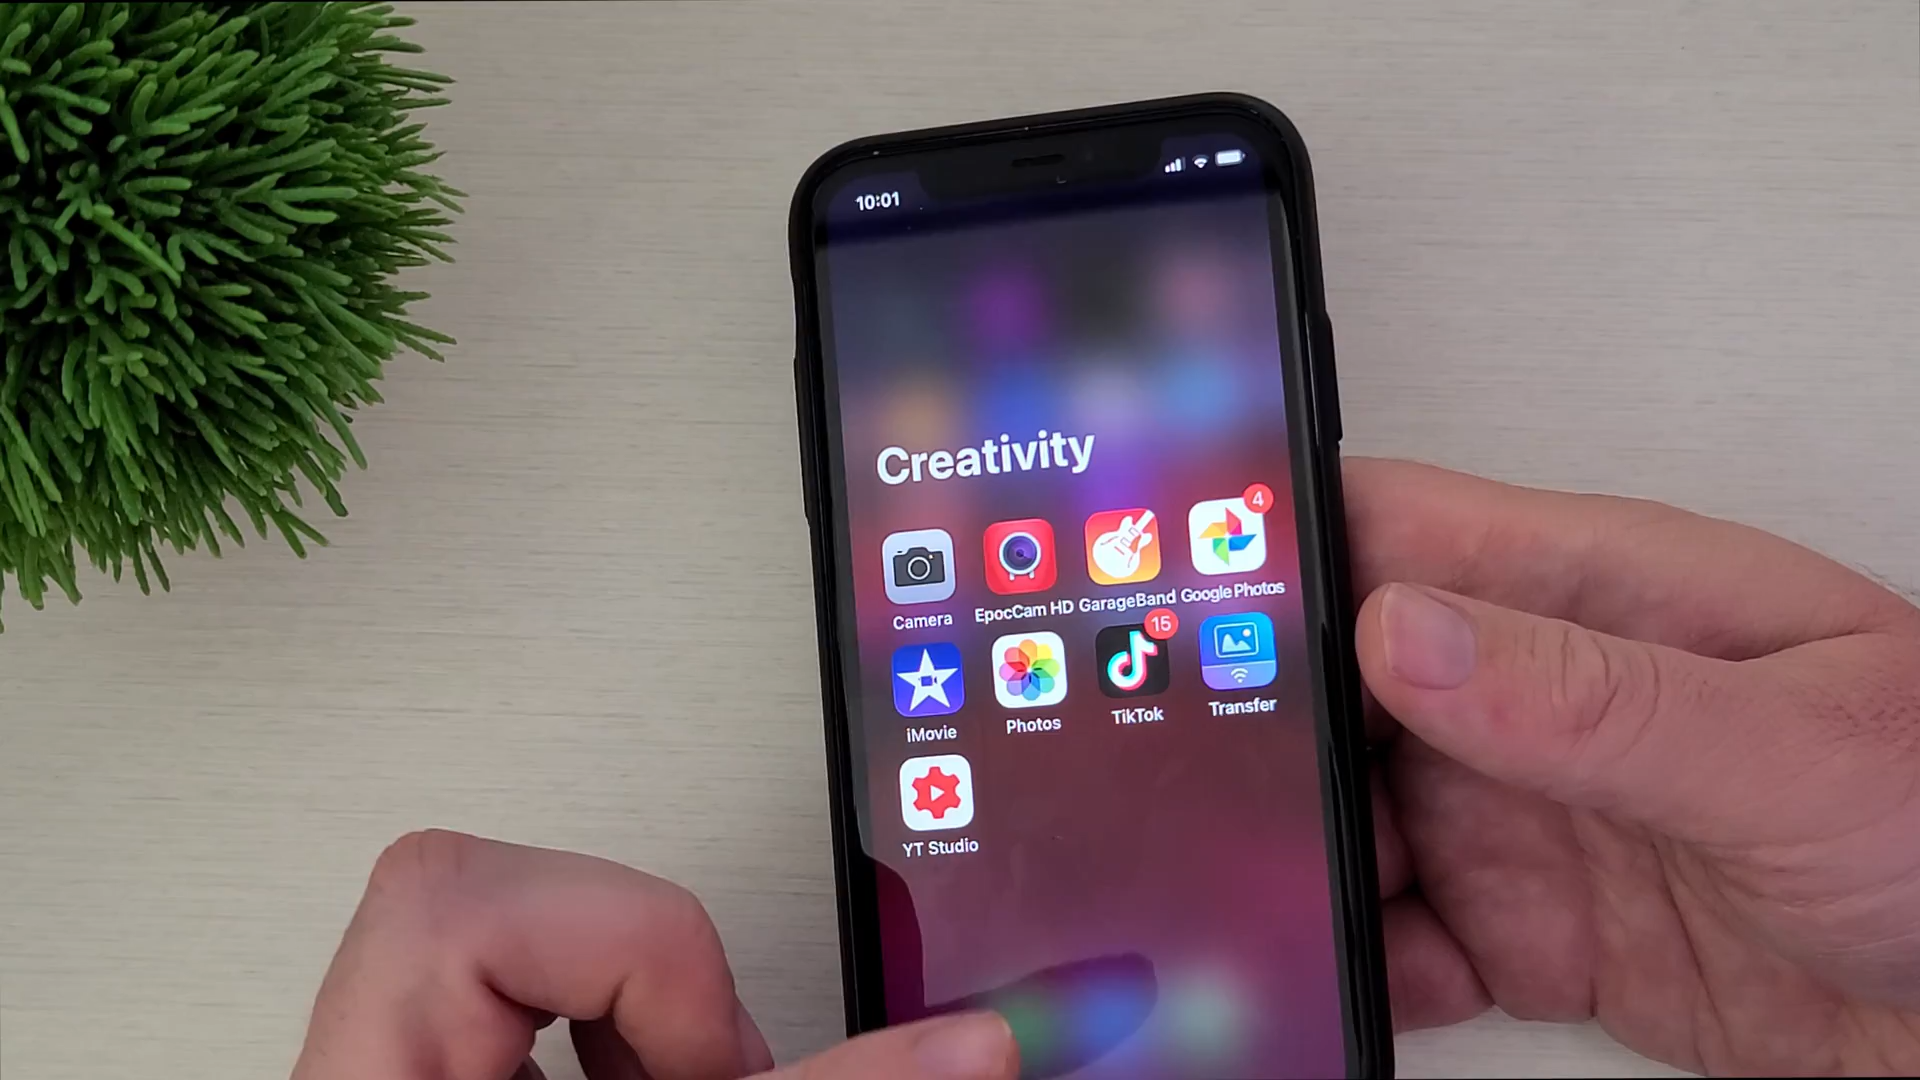 10:01
Creativity
4
Camera
EpocCam HD
GarageBand
Google Photos
15
iMovie
Photos
TikTok
Transfer
YT Studio